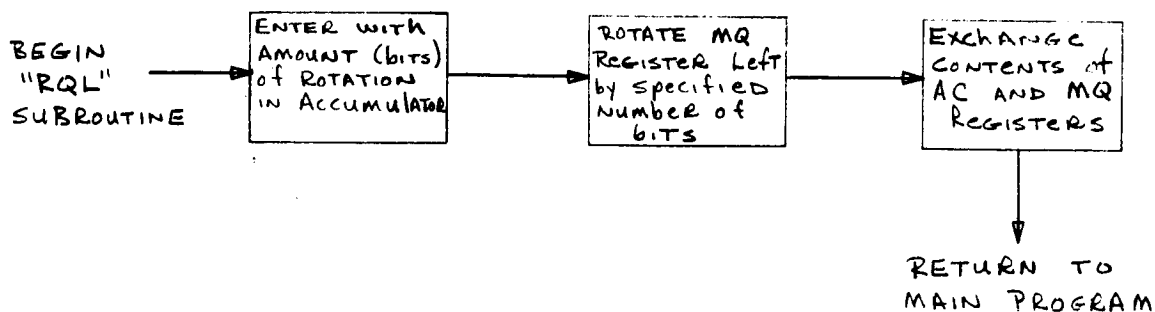 BEGIN
"RQL"
SUBROUTINE
ENTER WITH
AMOUNT (bITS)
of ROTATION
IN ACCUMULATOR
ROTATE MQ
REGISTER Left
by specified
Number of
bITS
EXCHANGE
CONTENTS of
AC AND MQ
REGISTERS
RETURN TO
MAIN PROGRAM